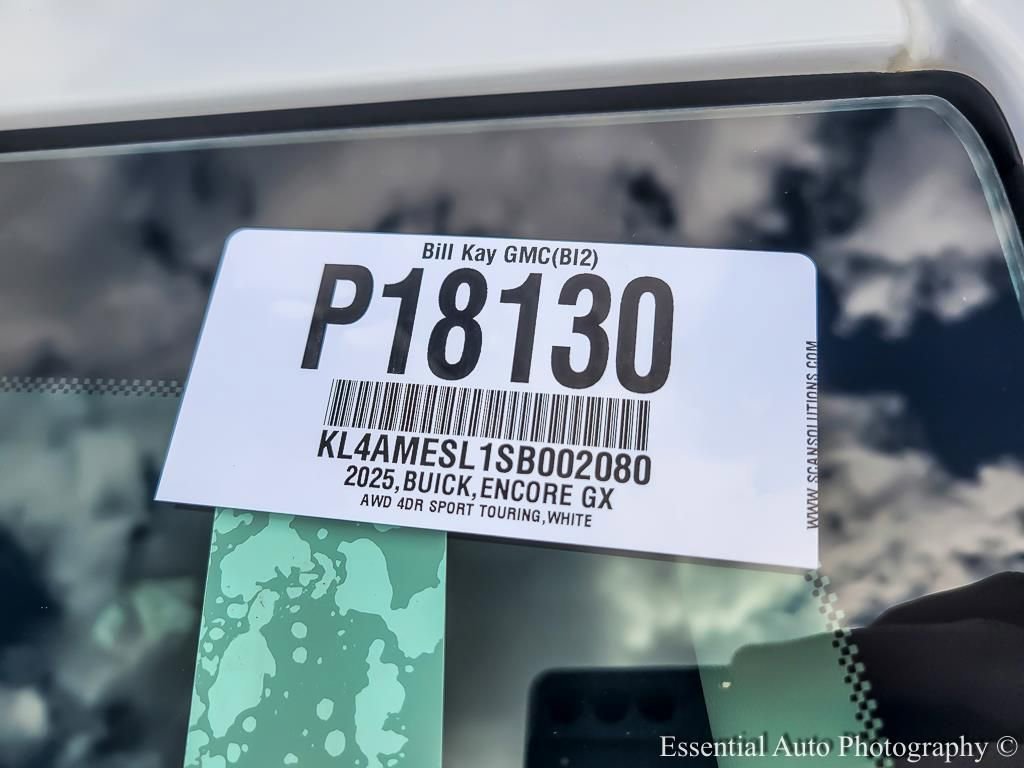 Bill Kay GMC(BI2)
P18130
KL4AMESL1SB002080
2025,BUICK,ENCORE GX
AWD 4DR SPORT TOURING,WHITE
WWW.SCANSOLUTIONS.COM
Essential Auto Photography ©